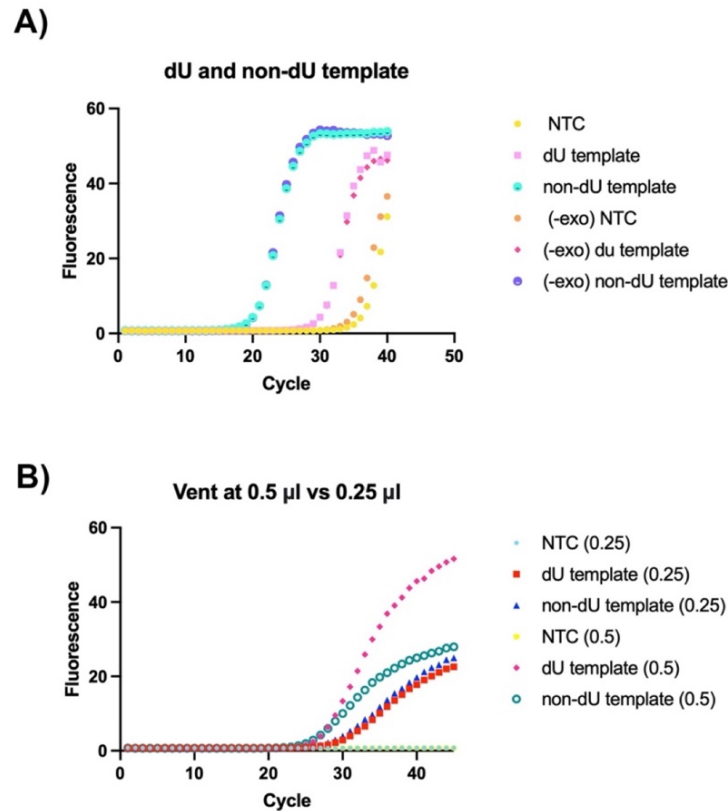 A)
dU and non-dU template
60
40
20
0
0 10 20 30 40 50
Fluorescence
Cycle
NTC
dU template
non-dU template
(-exo) NTC
(-exo) du template
(-exo) non-dU template
B)
Vent at 0.5 µl vs 0.25 µl
60
40
20
0
0 10 20 30 40
Fluorescence
Cycle
NTC (0.25)
dU template (0.25)
non-dU template (0.25)
NTC (0.5)
dU template (0.5)
non-dU template (0.5)